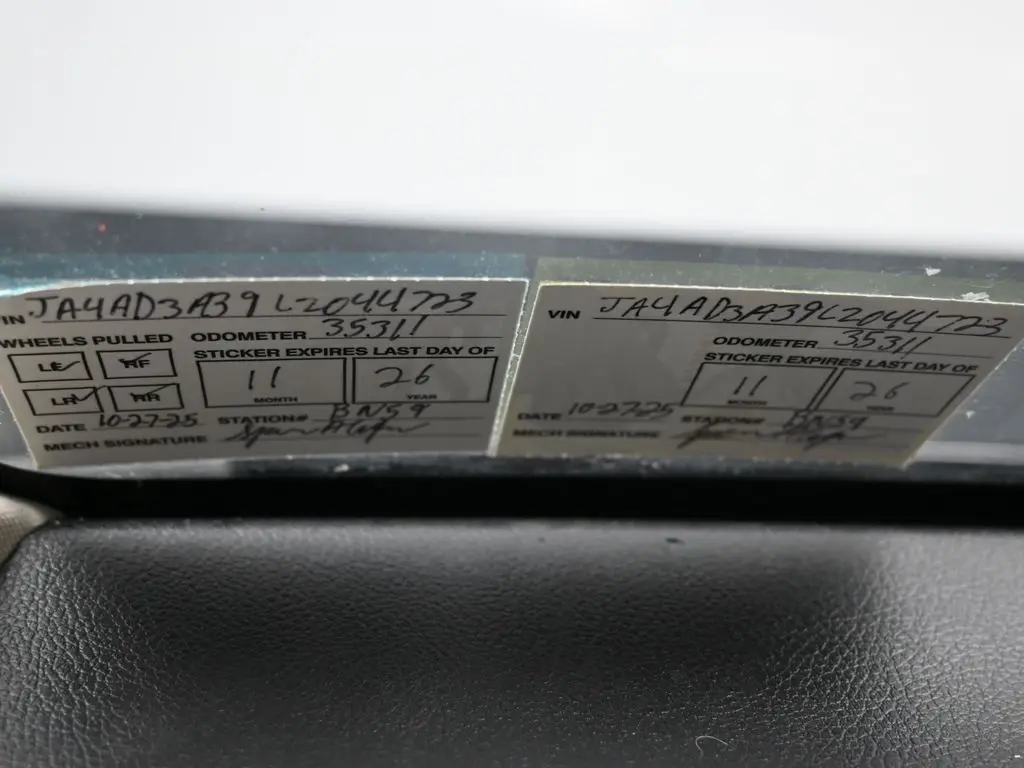 VIN JA4AD3A39LZ044723
WHEELS PULLED
ODOMETER 35311
LF RF
LR RR
STICKER EXPIRES LAST DAY OF
11 26
MONTH YEAR
DATE 10-27-25 STATION# BN59
MECH SIGNATURE
VIN JA4AD3A39LZ044723
ODOMETER 35311
STICKER EXPIRES LAST DAY OF
11 26
MONTH YEAR
DATE 10-27-25 STATION# BN59
MECH SIGNATURE